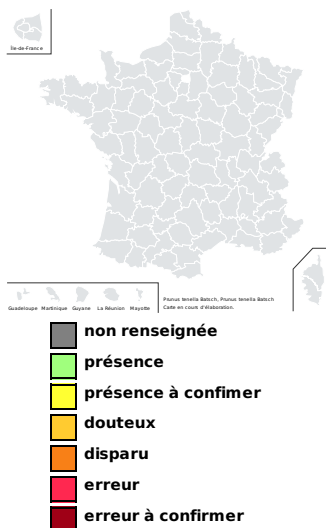 Île-de-France
Guadeloupe Martinique Guyane La Réunion Mayotte
Prunus tenella Batsch, Prunus tenella Batsch
Carte en cours d'élaboration.
non renseignée
présence
présence à confimer
douteux
disparu
erreur
erreur à confirmer